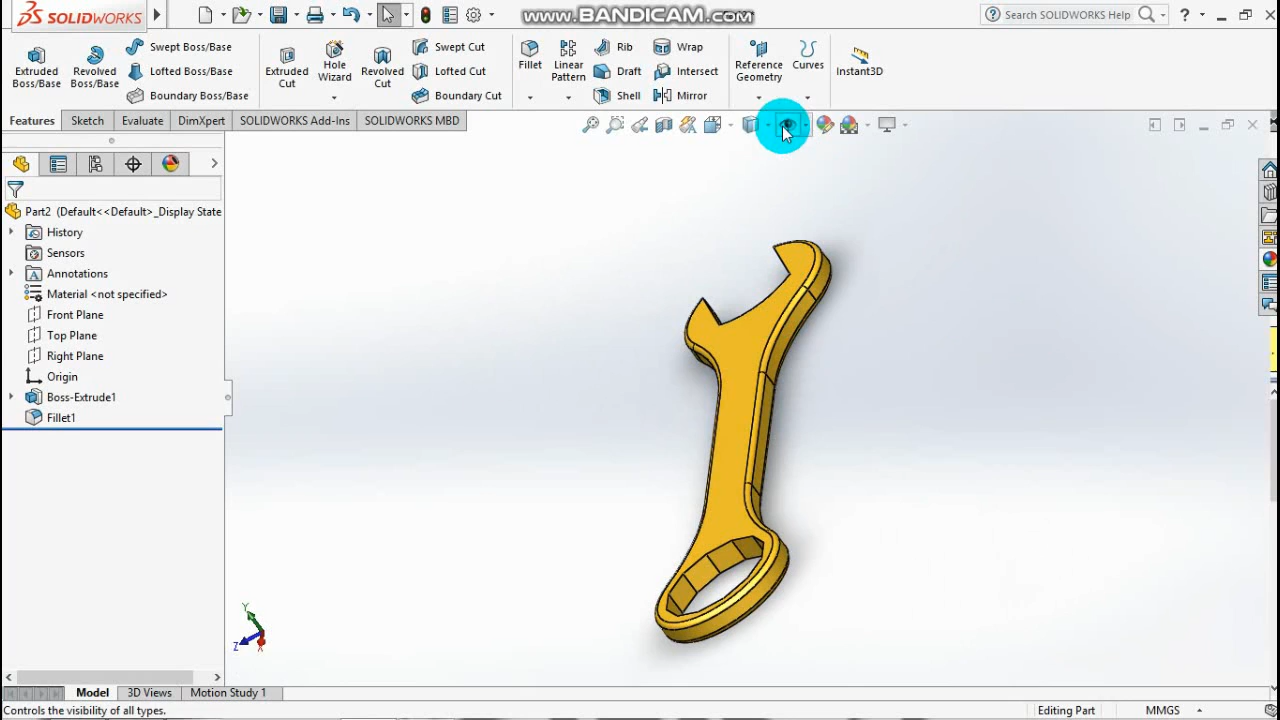 SOLIDWORKS
www.BANDICAM.com
Search SOLIDWORKS Help
?
Extruded Boss/Base
Revolved Boss/Base
Swept Boss/Base
Lofted Boss/Base
Boundary Boss/Base
Extruded Cut
Hole Wizard
Revolved Cut
Swept Cut
Lofted Cut
Boundary Cut
Fillet
Linear Pattern
Rib
Draft
Shell
Wrap
Intersect
Mirror
Reference Geometry
Curves
Instant3D
Features
Sketch
Evaluate
DimXpert
SOLIDWORKS Add-Ins
SOLIDWORKS MBD
Part2 (Default<<Default>_Display State
History
Sensors
Annotations
Material <not specified>
Front Plane
Top Plane
Right Plane
Origin
Boss-Extrude1
Fillet1
Y
Z
X
Model
3D Views
Motion Study 1
Controls the visibility of all types.
Editing Part
MMGS